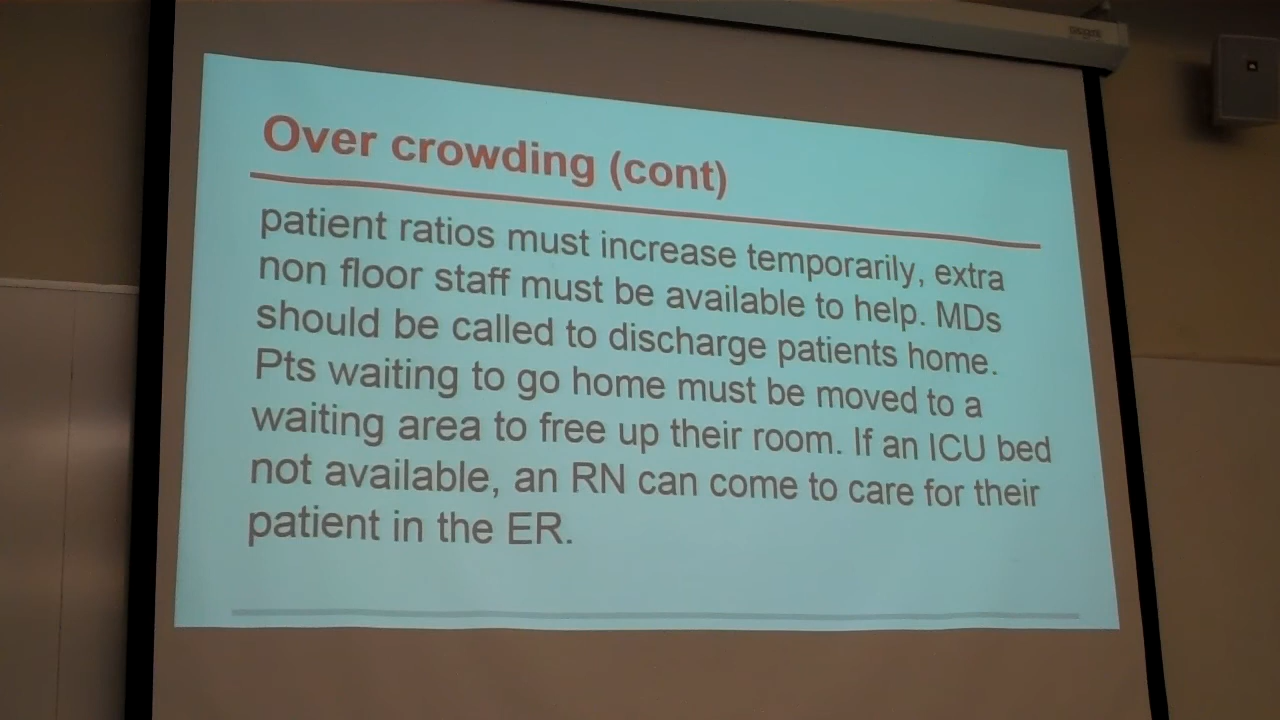 Over crowding (cont)
patient ratios must increase temporarily, extra
non floor staff must be available to help. MDs
should be called to discharge patients home.
Pts waiting to go home must be moved to a
waiting area to free up their room. If an ICU bed
not available, an RN can come to care for their
patient in the ER.